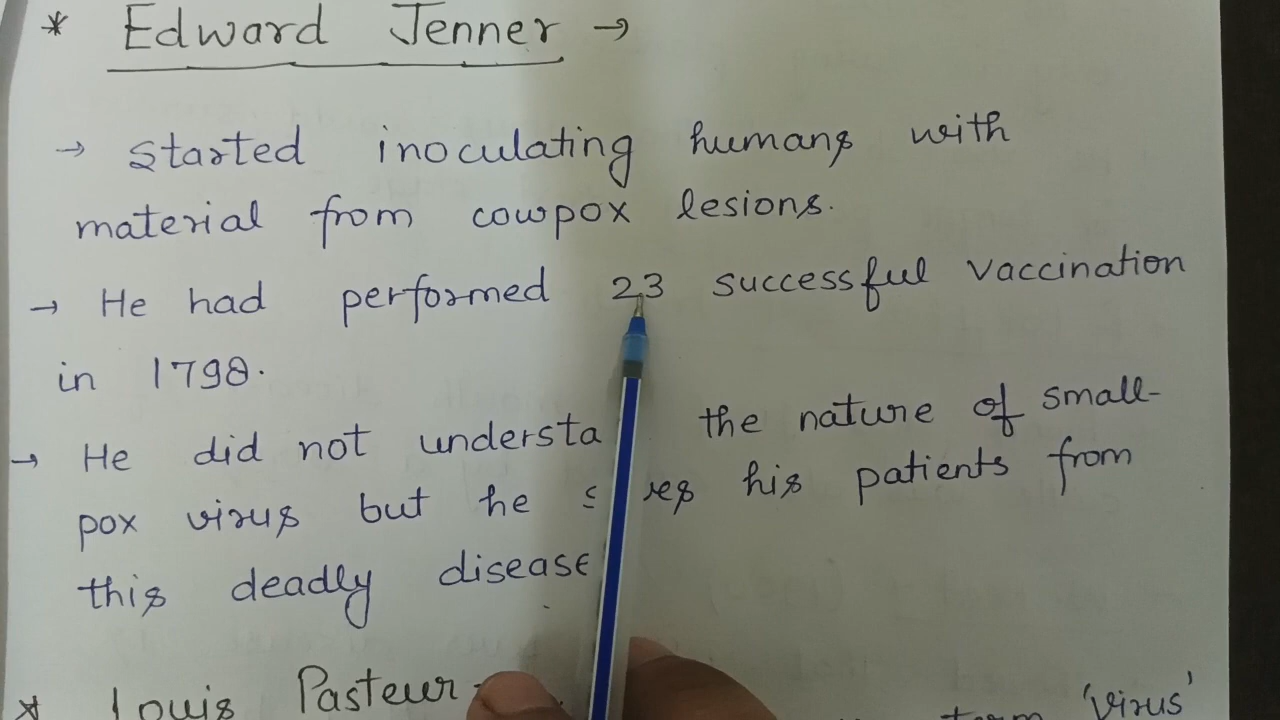 * Edward Jenner →
→ started inoculating humans with
material from cowpox lesions.
→ He had performed 23 successful vaccination
in 1798.
→ He did not the nature of small-
pox virus but he his patients from
this deadly disease
* Louis Pasteur - term 'virus'